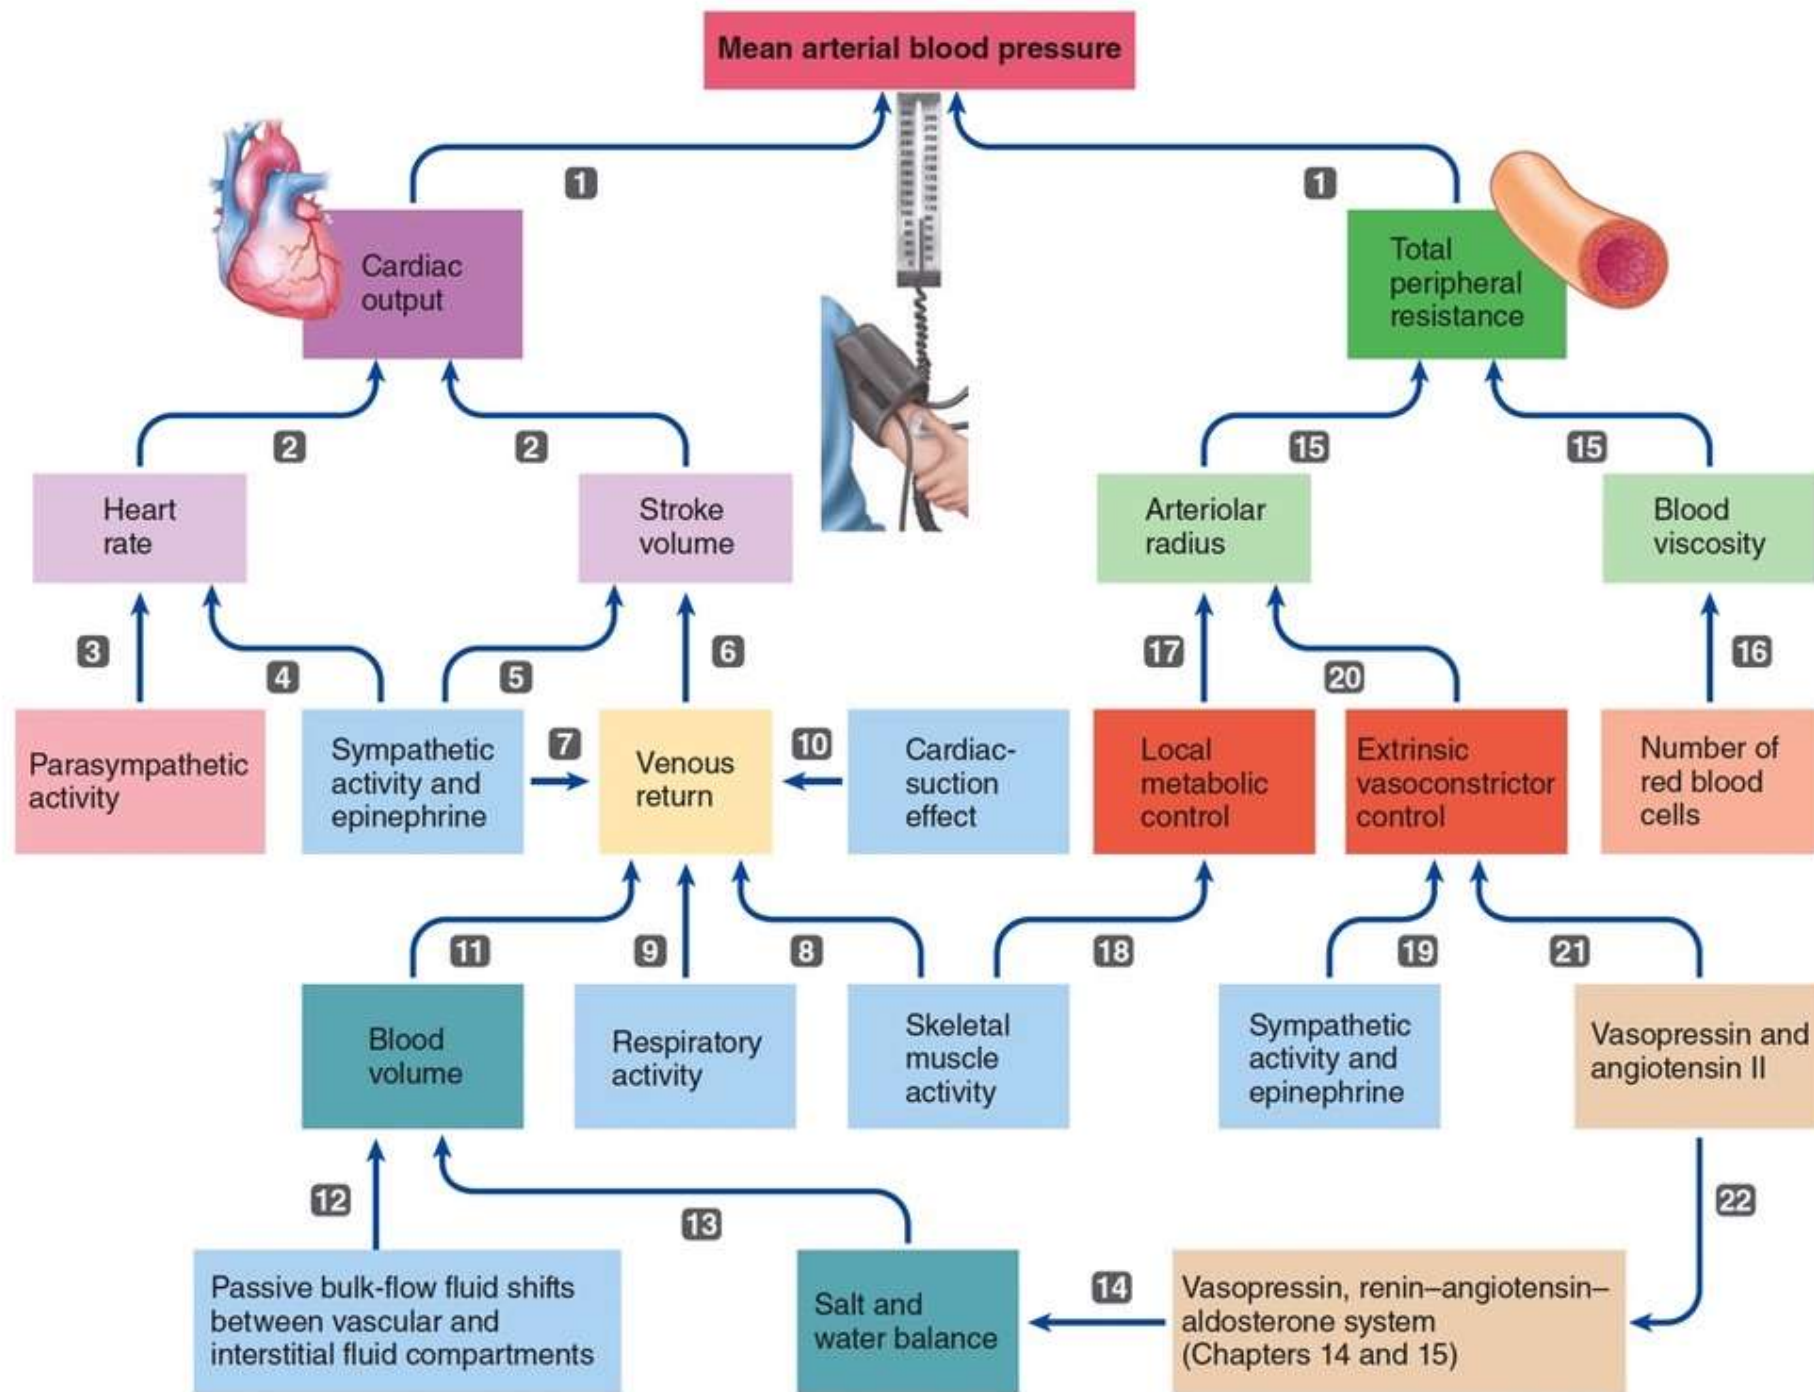 Mean arterial blood pressure
1
1
Cardiac
output
Total
peripheral
resistance
2
2
15
15
Heart
rate
Stroke
volume
Arteriolar
radius
Blood
viscosity
3
4
5
6
17
20
16
Parasympathetic
activity
Sympathetic
activity and
epinephrine
7
Venous
return
10
Cardiac-
suction
effect
Local
metabolic
control
Extrinsic
vasoconstrictor
control
Number of
red blood
cells
11
9
8
18
19
21
Blood
volume
Respiratory
activity
Skeletal
muscle
activity
Sympathetic
activity and
epinephrine
Vasopressin and
angiotensin II
12
13
22
Passive bulk-flow fluid shifts
between vascular and
interstitial fluid compartments
Salt and
water balance
14
Vasopressin, renin–angiotensin–
aldosterone system
(Chapters 14 and 15)